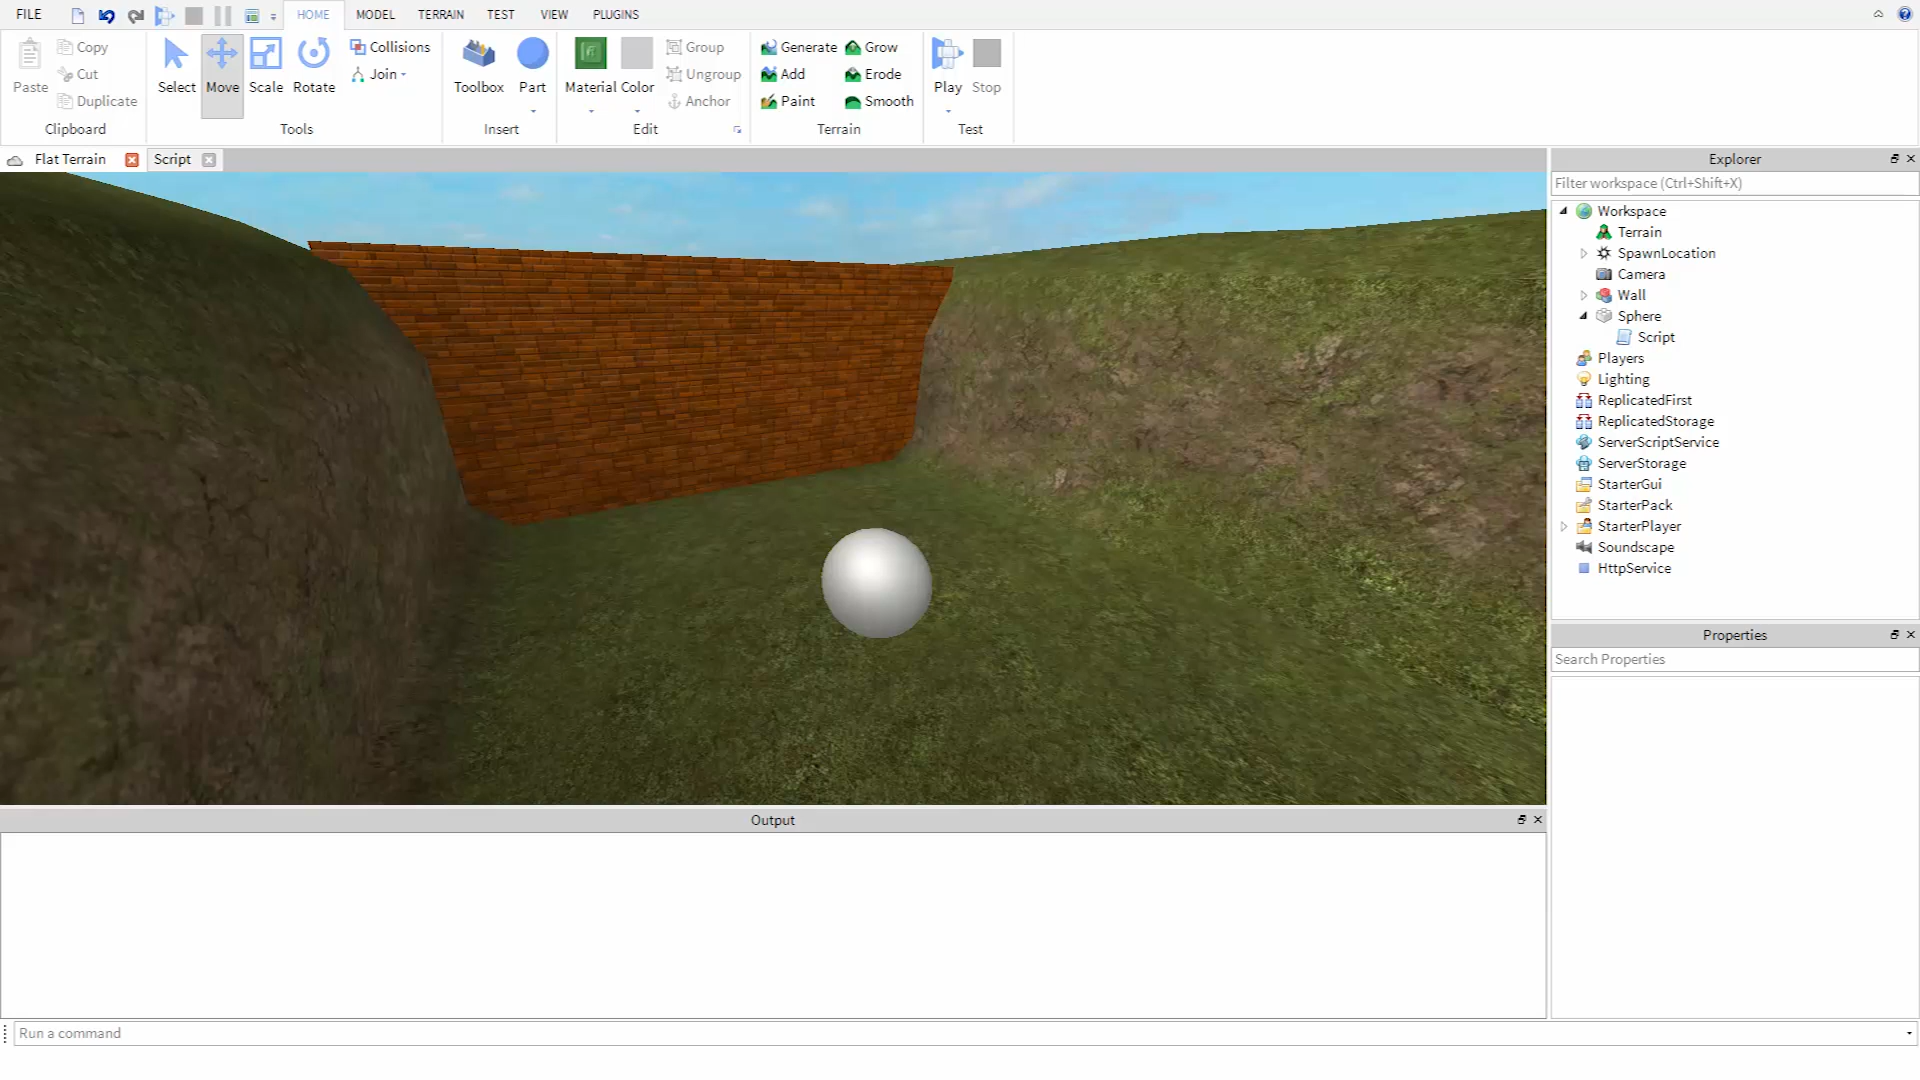 FILE HOME MODEL TERRAIN TEST VIEW PLUGINS
Paste Copy Cut Duplicate
Clipboard
Select Move Scale Rotate Collisions Join
Tools
Toolbox Part
Insert
Material Color Group Ungroup Anchor
Edit
Generate Add Paint Grow Erode Smooth
Terrain
Play Stop
Test
Flat Terrain Script
Explorer
Filter workspace (Ctrl+Shift+X)
Workspace
Terrain
SpawnLocation
Camera
Wall
Sphere
Script
Players
Lighting
ReplicatedFirst
ReplicatedStorage
ServerScriptService
ServerStorage
StarterGui
StarterPack
StarterPlayer
Soundscape
HttpService
Properties
Search Properties
Output
Run a command